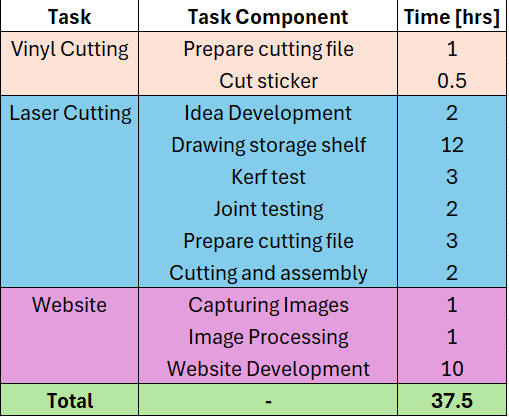 Task Task Component Time [hrs]
Vinyl Cutting Prepare cutting file 1
Cut sticker 0.5
Laser Cutting Idea Development 2
Drawing storage shelf 12
Kerf test 3
Joint testing 2
Prepare cutting file 3
Cutting and assembly 2
Website Capturing Images 1
Image Processing 1
Website Development 10
Total - 37.5